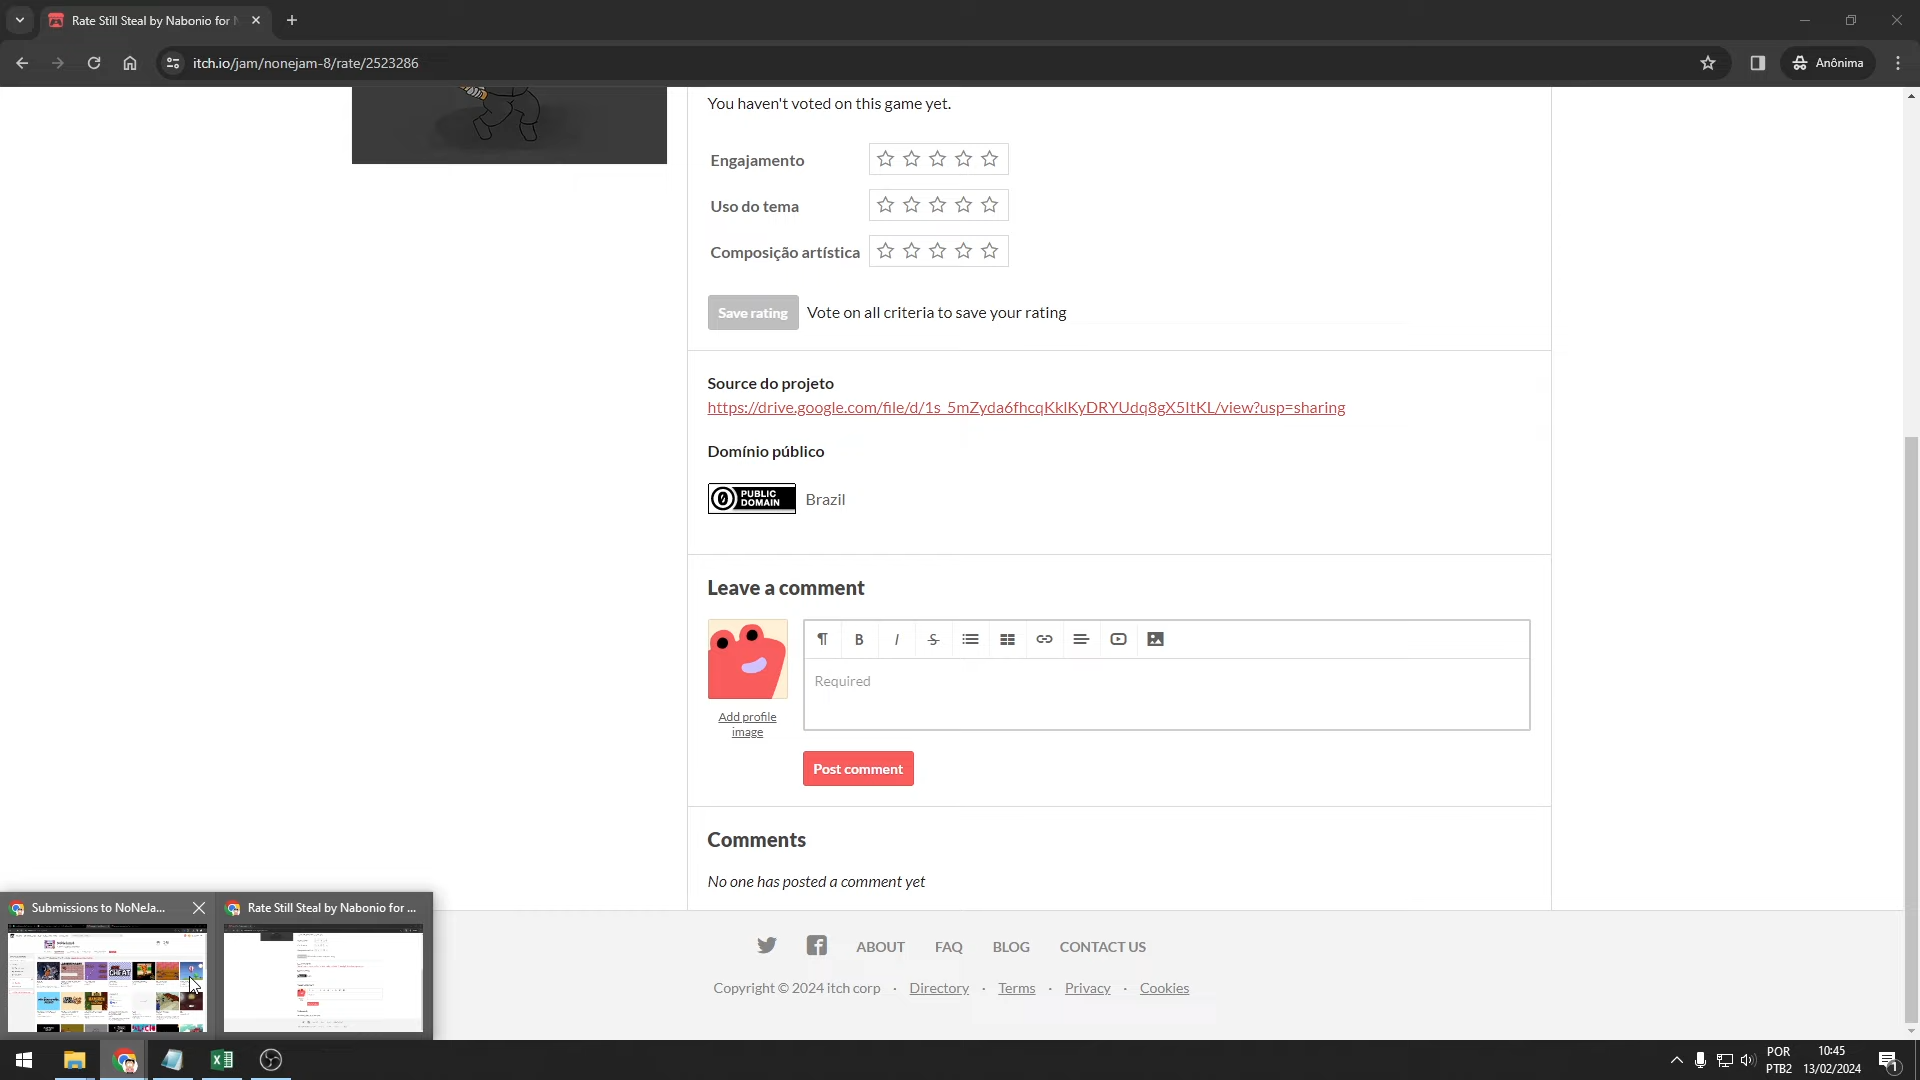 Rate Still Steal by Nabonio for N
itch.io/jam/nonejam-8/rate/2523286
Anônima
You haven't voted on this game yet.
Engajamento
Uso do tema
Composição artística
Save rating
Vote on all criteria to save your rating
Source do projeto
https://drive.google.com/file/d/1s_5mZyda6fhcqKklKyDRYUdq8gX5ItKL/view?usp=sharing
Domínio público
PUBLIC
DOMAIN
Brazil
Leave a comment
Required
Add profile
image
Post comment
Comments
No one has posted a comment yet
Submissions to NoNeJa...
Rate Still Steal by Nabonio for ...
CHEAT
ABOUT
FAQ
BLOG
CONTACT US
Copyright © 2024 itch corp · Directory · Terms · Privacy · Cookies
POR
PTB2
10:45
13/02/2024
1